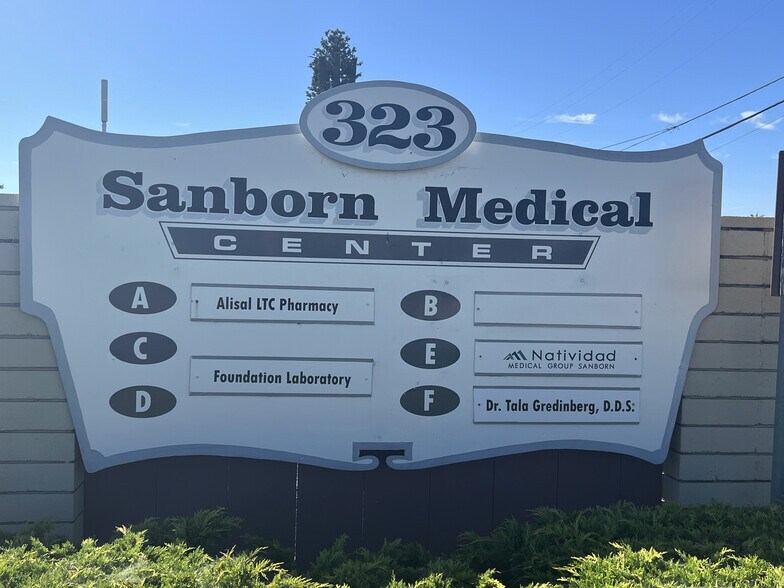 323
Sanborn Medical
CENTER
A Alisal LTC Pharmacy
C
D Foundation Laboratory
B
E Natividad
MEDICAL GROUP SANBORN
F Dr. Tala Gredinberg, D.D.S.